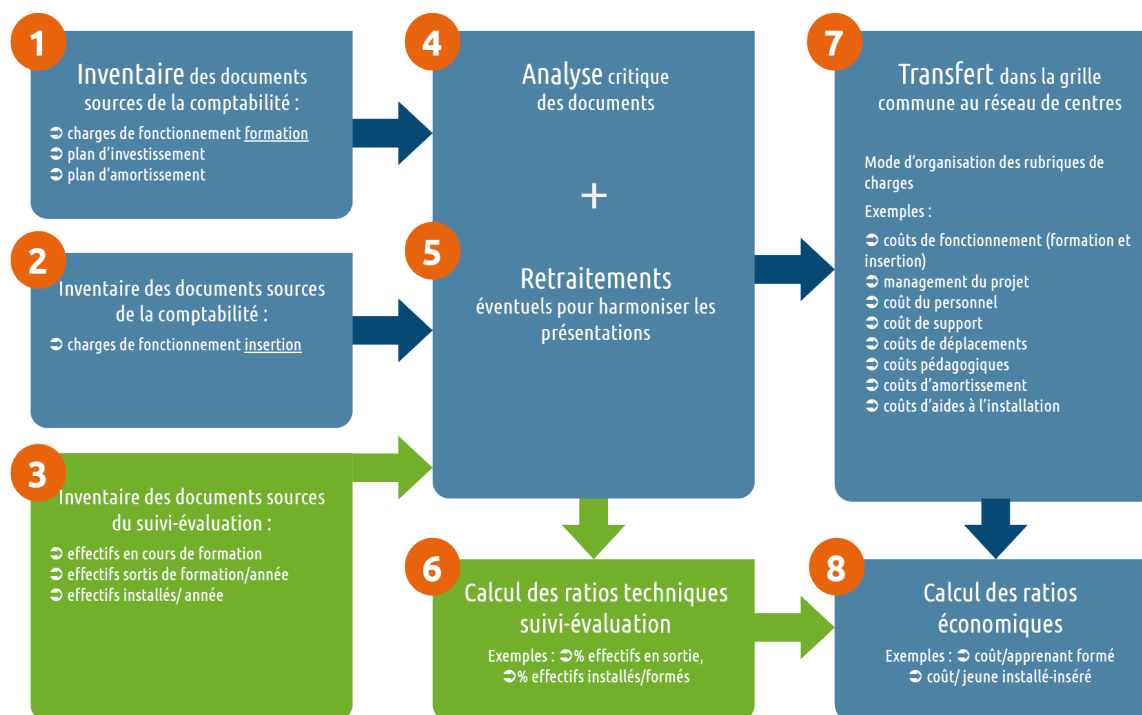 1
Inventaire des documents
sources de la comptabilité :
➲ charges de fonctionnement formation
➲ plan d'investissement
➲ plan d'amortissement
2
Inventaire des documents sources
de la comptabilité :
➲ charges de fonctionnement insertion
3
Inventaire des documents sources
du suivi-évaluation :
➲ effectifs en cours de formation
➲ effectifs sortis de formation/année
➲ effectifs installés/ année
4
Analyse critique
des documents
+
5
Retraitements
éventuels pour harmoniser les
présentations
6
Calcul des ratios techniques
suivi-évaluation
Exemples : ➲% effectifs en sortie,
➲% effectifs installés/formés
7
Transfert dans la grille
commune au réseau de centres
Mode d'organisation des rubriques de
charges
Exemples :
➲ coûts de fonctionnement (formation et
insertion)
➲ management du projet
➲ coût du personnel
➲ coût de support
➲ coûts de déplacements
➲ coûts pédagogiques
➲ coûts d'amortissement
➲ coûts d'aides à l'installation
8
Calcul des ratios
économiques
Exemples : ➲ coût/apprenant formé
➲ coût/ jeune installé-inséré